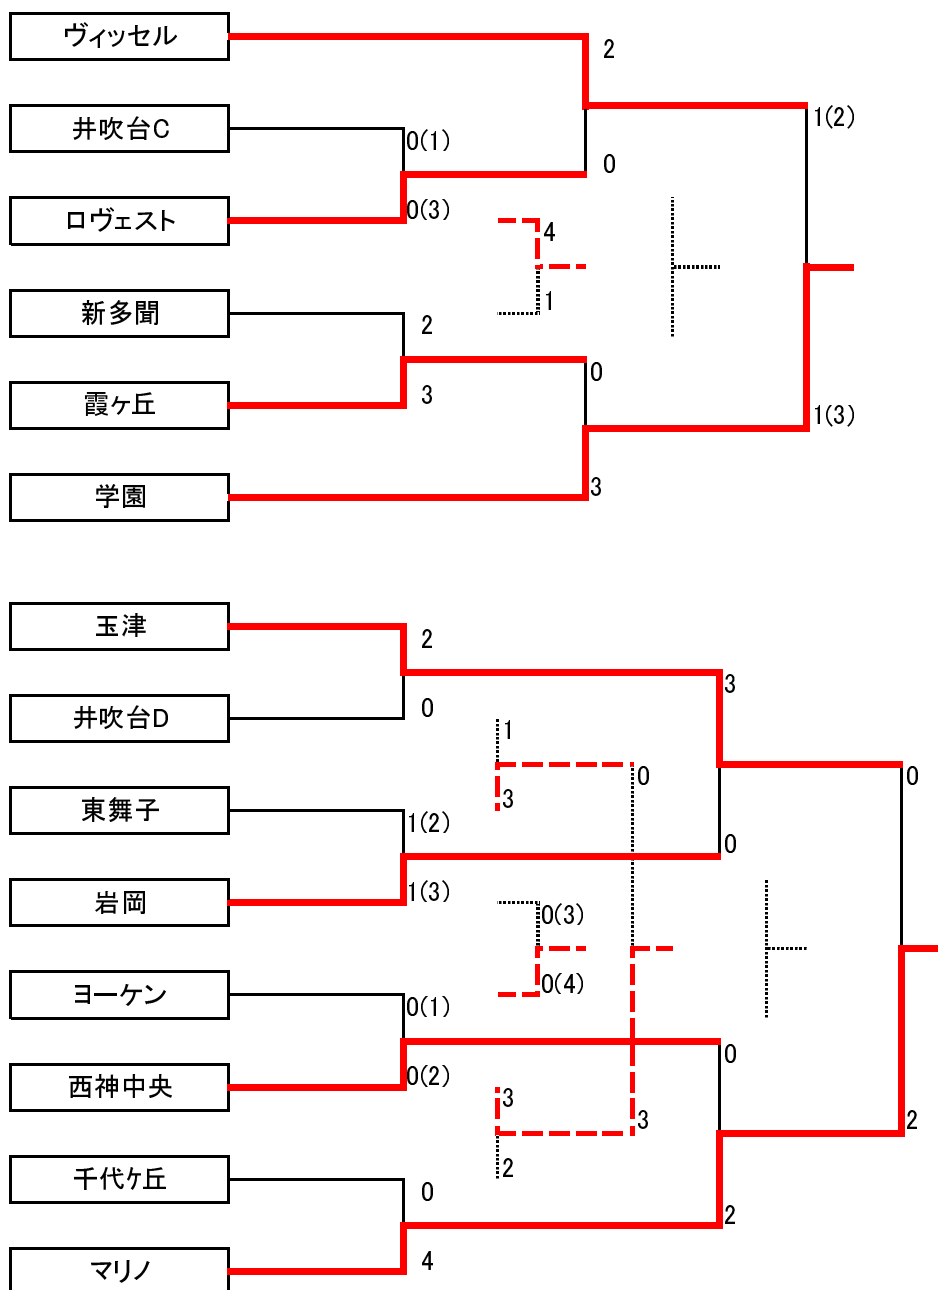 ヴィッセル
2
井吹台C
0(1)
1(2)
0
ロヴェスト
0(3)
4
新多聞
1
2
0
霞ヶ丘
3
1(3)
学園
3
玉津
2
3
井吹台D
0
1
0
0
3
東舞子
1(2)
0
岩岡
1(3)
0(3)
0(4)
ヨーケン
0(1)
0
西神中央
0(2)
3
3
2
2
千代ヶ丘
0
2
マリノ
4